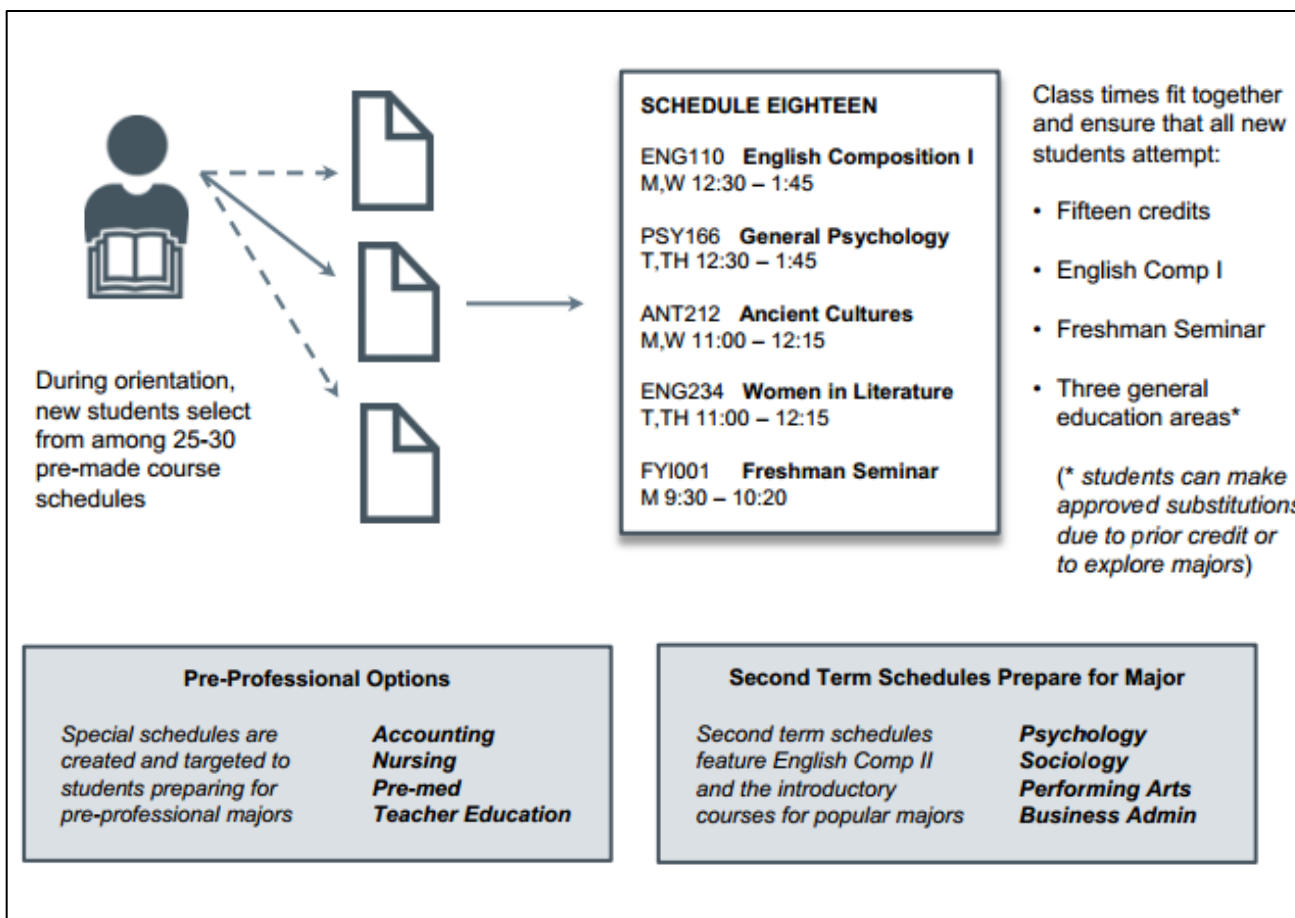 During orientation,
new students select
from among 25-30
pre-made course
schedules
SCHEDULE EIGHTEEN
ENG110 English Composition I
M,W 12:30 – 1:45
PSY166 General Psychology
T,TH 12:30 – 1:45
ANT212 Ancient Cultures
M,W 11:00 – 12:15
ENG234 Women in Literature
T,TH 11:00 – 12:15
FYI001 Freshman Seminar
M 9:30 – 10:20
Class times fit together
and ensure that all new
students attempt:
• Fifteen credits
• English Comp I
• Freshman Seminar
• Three general
education areas*
(* students can make
approved substitutions
due to prior credit or
to explore majors)
Pre-Professional Options
Special schedules are
created and targeted to
students preparing for
pre-professional majors
Accounting
Nursing
Pre-med
Teacher Education
Second Term Schedules Prepare for Major
Second term schedules
feature English Comp II
and the introductory
courses for popular majors
Psychology
Sociology
Performing Arts
Business Admin